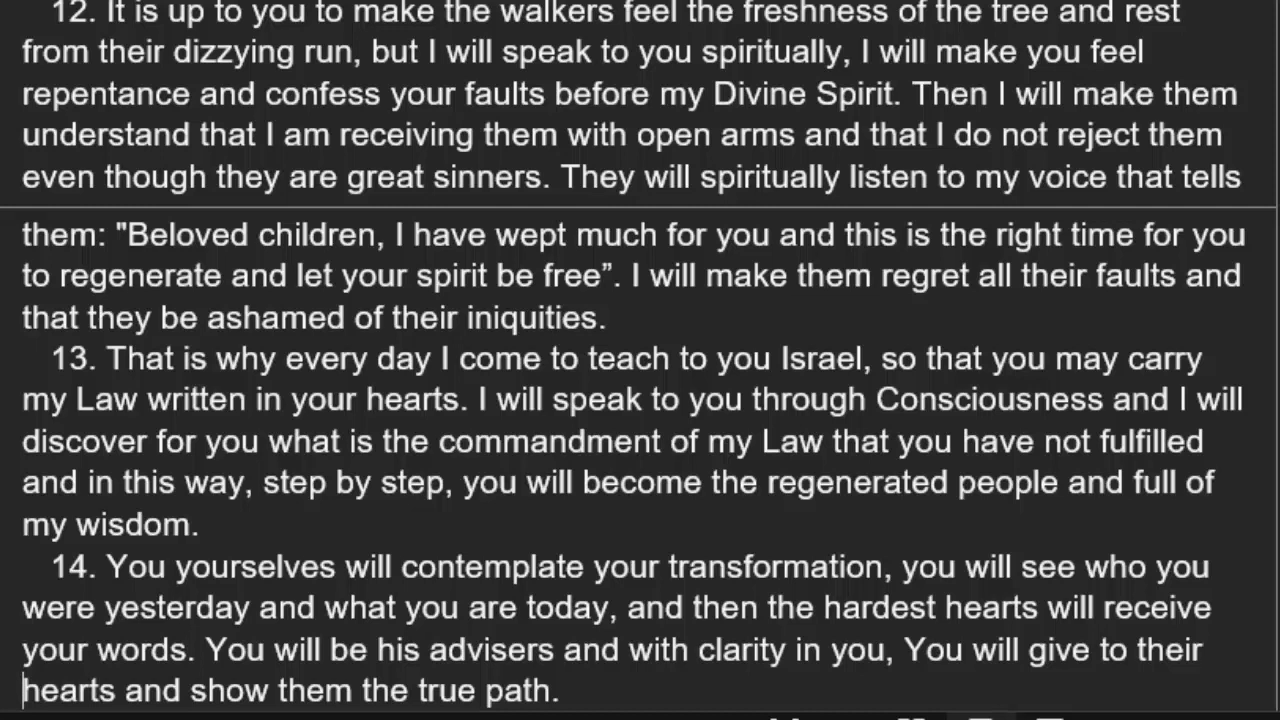 12. It is up to you to make the walkers feel the freshness of the tree and rest
from their dizzying run, but I will speak to you spiritually, I will make you feel
repentance and confess your faults before my Divine Spirit. Then I will make them
understand that I am receiving them with open arms and that I do not reject them
even though they are great sinners. They will spiritually listen to my voice that tells
them: "Beloved children, I have wept much for you and this is the right time for you
to regenerate and let your spirit be free”. I will make them regret all their faults and
that they be ashamed of their iniquities.
13. That is why every day I come to teach to you Israel, so that you may carry
my Law written in your hearts. I will speak to you through Consciousness and I will
discover for you what is the commandment of my Law that you have not fulfilled
and in this way, step by step, you will become the regenerated people and full of
my wisdom.
14. You yourselves will contemplate your transformation, you will see who you
were yesterday and what you are today, and then the hardest hearts will receive
your words. You will be his advisers and with clarity in you, You will give to their
hearts and show them the true path.